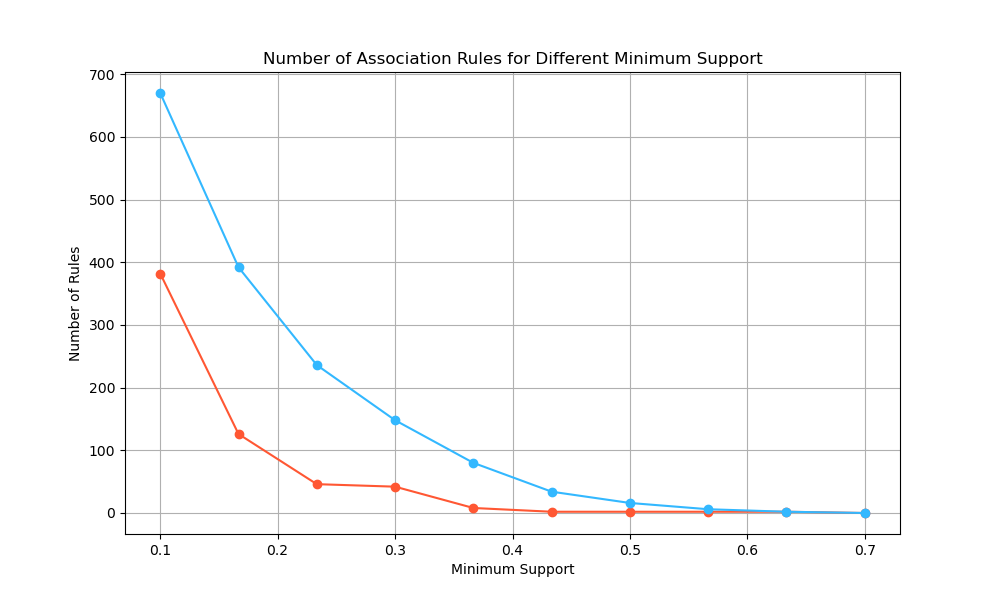 Number of Association Rules for Different Minimum Support
700
600
500
400
300
200
100
0
Number of Rules
0.1 0.2 0.3 0.4 0.5 0.6 0.7
Minimum Support